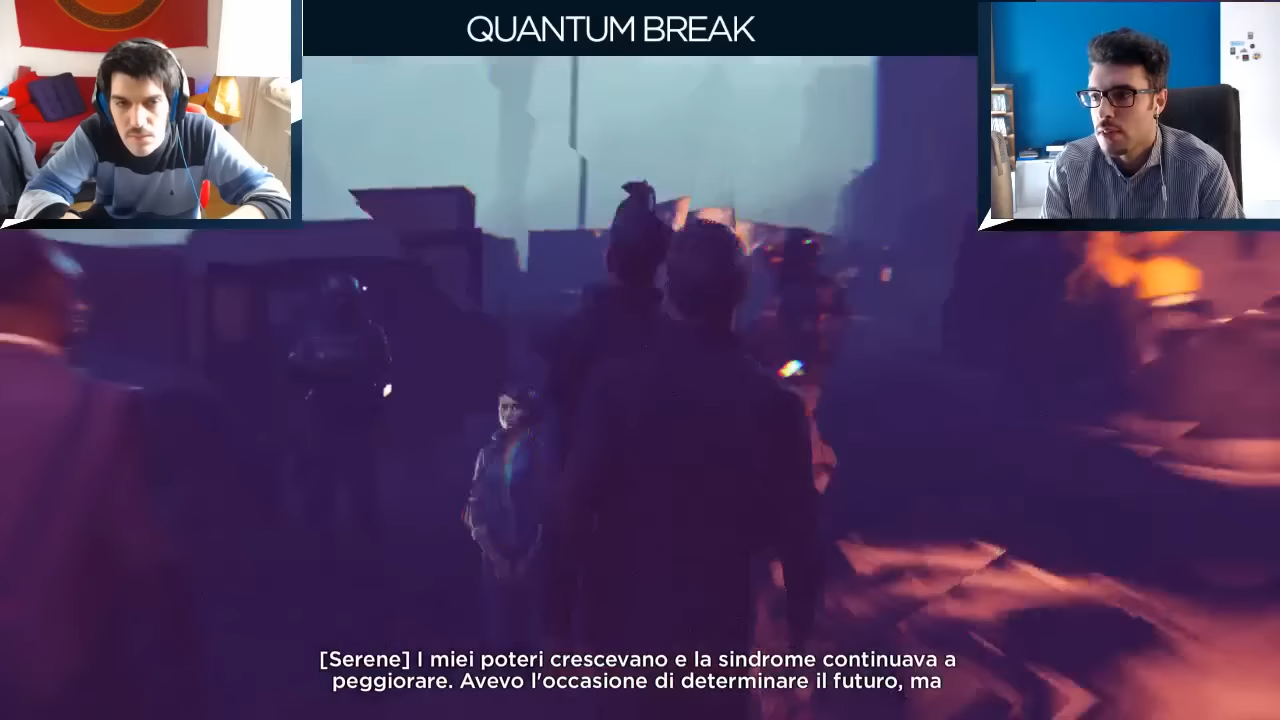 QUANTUM BREAK
[Serene] I miei poteri crescevano e la sindrome continuava a
peggiorare. Avevo l'occasione di determinare il futuro, ma